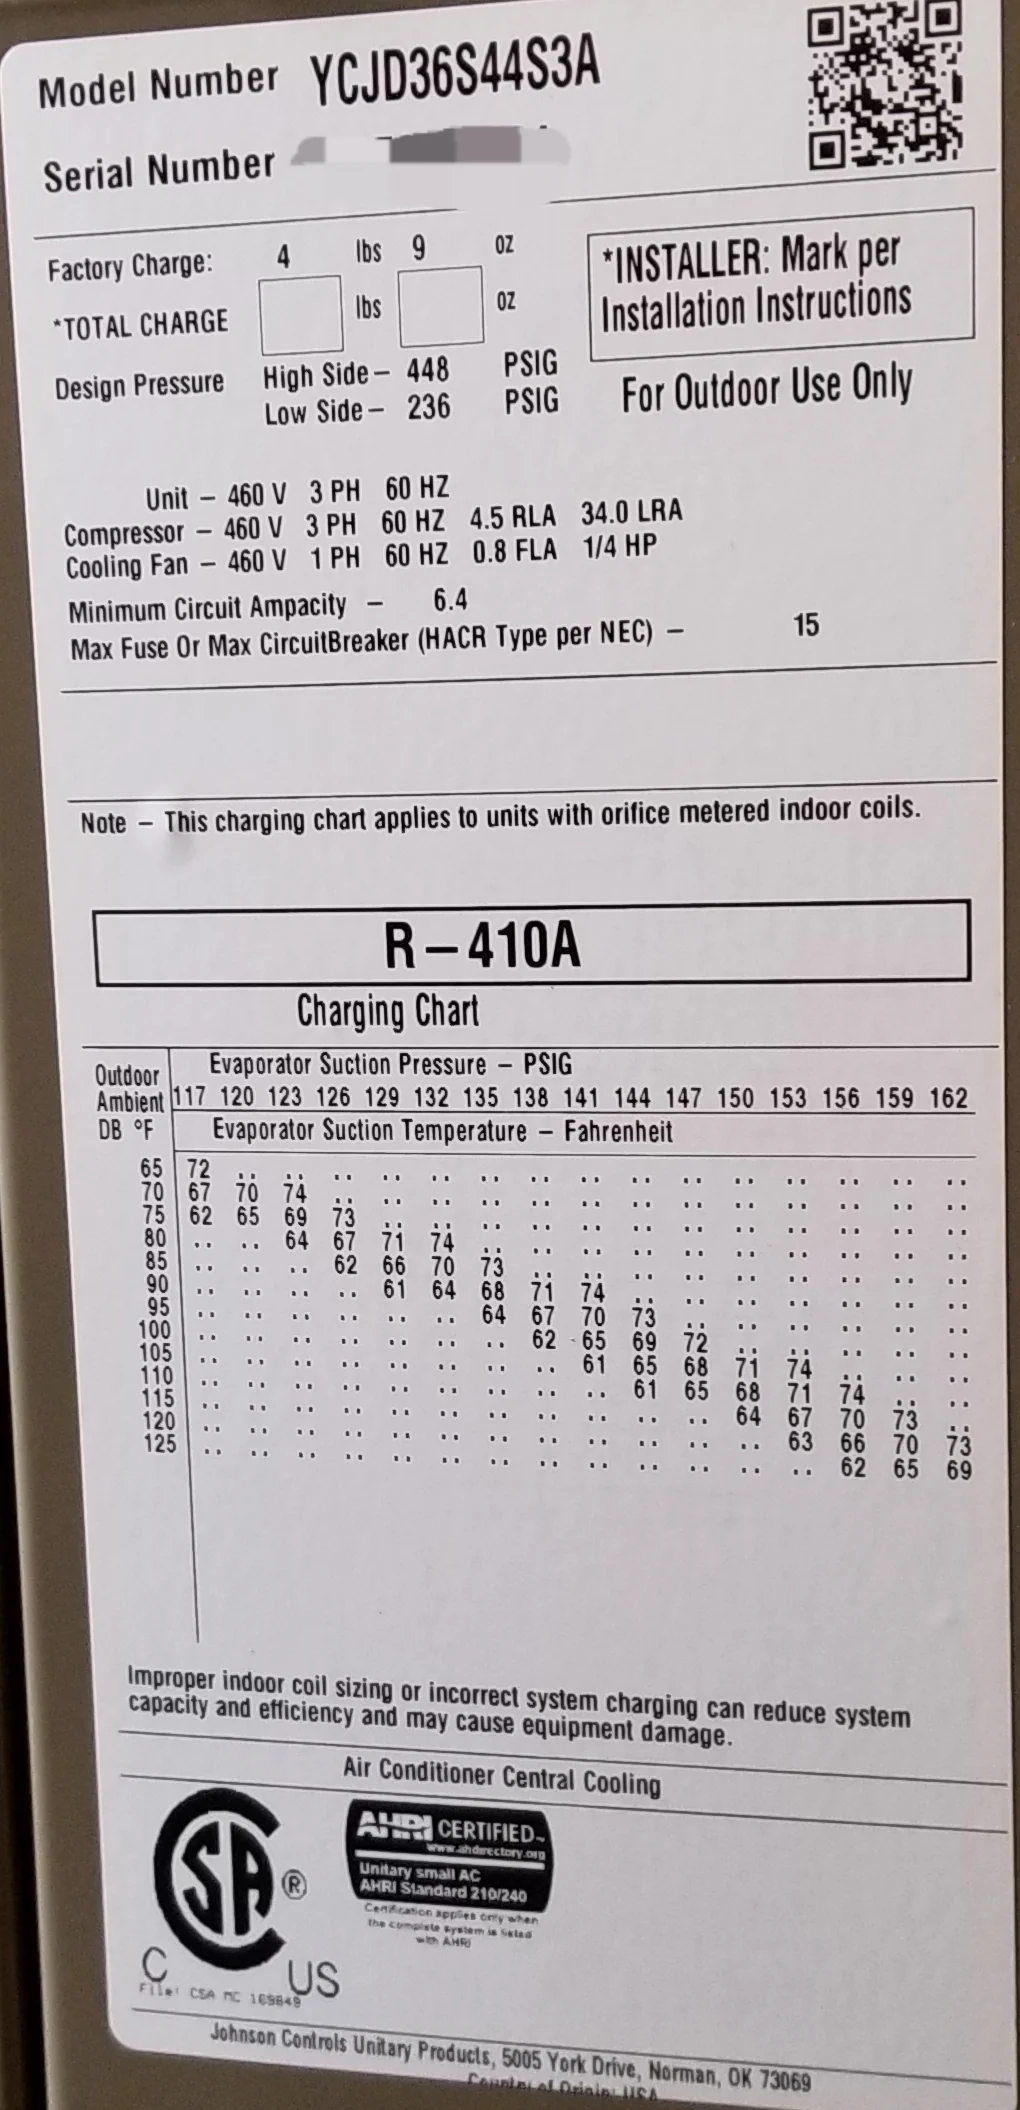 Model Number YCJD36S44S3A
Serial Number
Factory Charge: 4 lbs 9 oz
*TOTAL CHARGE lbs oz
*INSTALLER: Mark per
Installation Instructions
Design Pressure High Side – 448 PSIG
Low Side – 236 PSIG
For Outdoor Use Only
Unit – 460 V 3 PH 60 HZ
Compressor – 460 V 3 PH 60 HZ 4.5 RLA 34.0 LRA
Cooling Fan – 460 V 1 PH 60 HZ 0.8 FLA 1/4 HP
Minimum Circuit Ampacity – 6.4
Max Fuse Or Max CircuitBreaker (HACR Type per NEC) – 15
Note – This charging chart applies to units with orifice metered indoor coils.
R–410A
Charging Chart
Outdoor
Ambient
DB °F
Evaporator Suction Pressure – PSIG
117 120 123 126 129 132 135 138 141 144 147 150 153 156 159 162
Evaporator Suction Temperature – Fahrenheit
65 72 .. .. .. .. .. .. .. .. .. .. .. .. .. .. ..
70 67 70 74 .. .. .. .. .. .. .. .. .. .. .. .. ..
75 62 65 69 73 .. .. .. .. .. .. .. .. .. .. .. ..
80 .. .. 64 67 71 74 .. .. .. .. .. .. .. .. .. ..
85 .. .. .. 62 66 70 73 .. .. .. .. .. .. .. .. ..
90 .. .. .. .. 61 64 68 71 74 .. .. .. .. .. .. ..
95 .. .. .. .. .. .. 64 67 70 73 .. .. .. .. .. ..
100 .. .. .. .. .. .. .. 62 65 69 72 .. .. .. .. ..
105 .. .. .. .. .. .. .. .. 61 65 68 71 74 .. .. ..
110 .. .. .. .. .. .. .. .. .. 61 65 68 71 74 .. ..
115 .. .. .. .. .. .. .. .. .. .. .. 64 67 70 73 ..
120 .. .. .. .. .. .. .. .. .. .. .. .. 63 66 70 73
125 .. .. .. .. .. .. .. .. .. .. .. .. .. 62 65 69
Improper indoor coil sizing or incorrect system charging can reduce system
capacity and efficiency and may cause equipment damage.
Air Conditioner Central Cooling
SA ®
C US
File: CSA MC 169849
AHRI CERTIFIED™
www.ahridirectory.org
Unitary small AC
AHRI Standard 210/240
Certification applies only when
the complete system is listed
with AHRI
Johnson Controls Unitary Products, 5005 York Drive, Norman, OK 73069
Country of Origin: USA